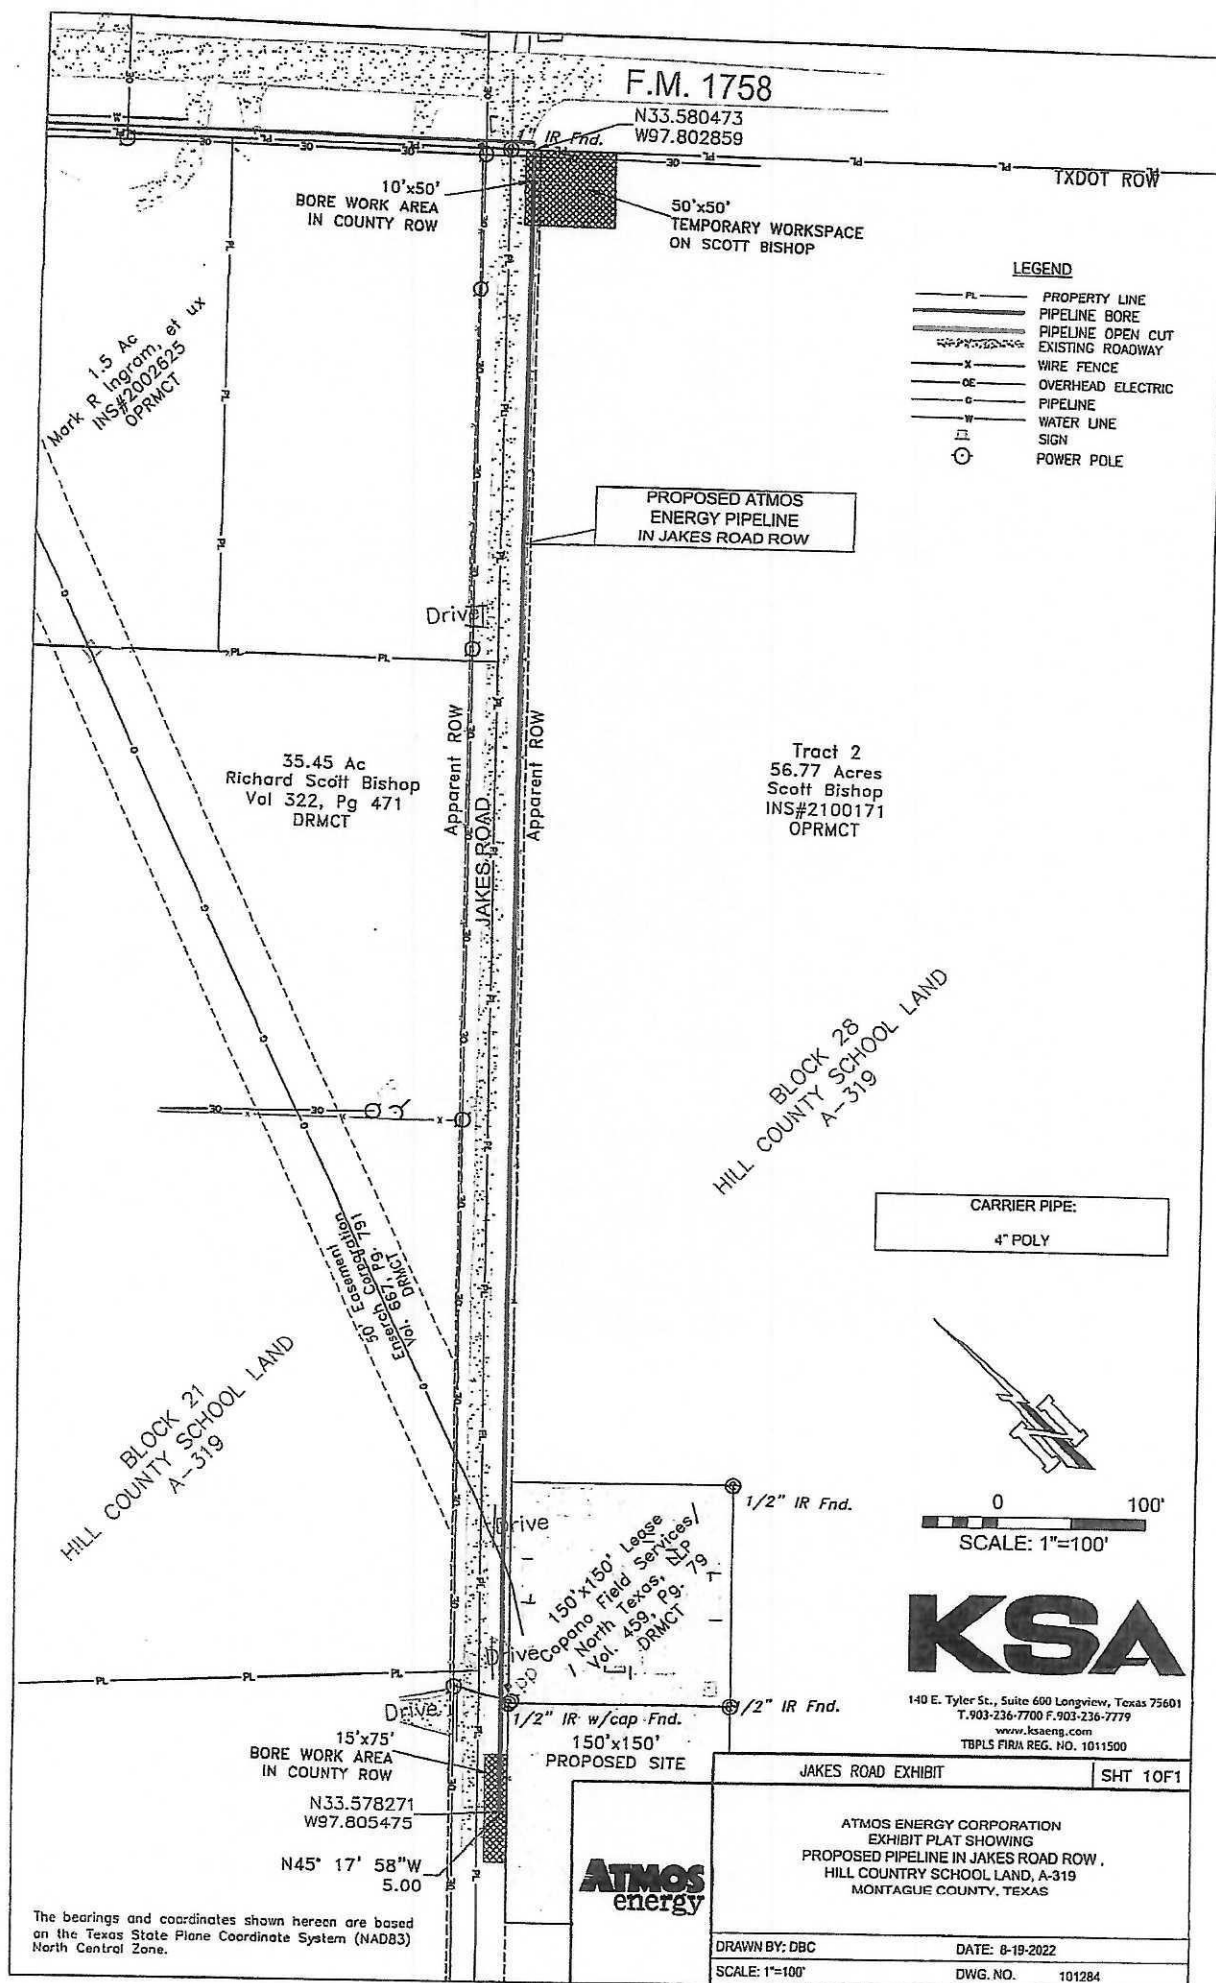 F.M. 1758
N33.580473
W97.802859
1" IR Fnd.
TXDOT ROW
10'x50'
BORE WORK AREA
IN COUNTY ROW
50'x50'
TEMPORARY WORKSPACE
ON SCOTT BISHOP
LEGEND
PL PROPERTY LINE
PIPELINE BORE
PIPELINE OPEN CUT
EXISTING ROADWAY
X WIRE FENCE
OE OVERHEAD ELECTRIC
G PIPELINE
W WATER LINE
SIGN
POWER POLE
1.5 Ac
Mark R Ingram, et ux
INS#2002625
OPRMCT
PROPOSED ATMOS
ENERGY PIPELINE
IN JAKES ROAD ROW
Drive
Apparent ROW
JAKES ROAD
Apparent ROW
35.45 Ac
Richard Scott Bishop
Vol 322, Pg 471
DRMCT
Tract 2
56.77 Acres
Scott Bishop
INS#2100171
OPRMCT
BLOCK 28
HILL COUNTY SCHOOL LAND
A-319
CARRIER PIPE:
4" POLY
50' Easement
Enserch Corporation
Vol. 667, Pg. 791
DRMCT
BLOCK 21
HILL COUNTY SCHOOL LAND
A-319
N
0 100'
SCALE: 1"=100'
1/2" IR Fnd.
Drive
150'x150' Lease
Copano Field Services/
North Texas, LLP
Vol. 459, Pg. 79
DRMCT
Drive
PP
Drive
1/2" IR w/cap Fnd.
1/2" IR Fnd.
150'x150'
PROPOSED SITE
15'x75'
BORE WORK AREA
IN COUNTY ROW
N33.578271
W97.805475
N45° 17' 58"W
5.00
KSA
140 E. Tyler St., Suite 600 Longview, Texas 75601
T.903-236-7700 F.903-236-7779
www.ksaeng.com
TBPLS FIRM REG. NO. 1011500
JAKES ROAD EXHIBIT
SHT 1OF1
ATMOS ENERGY CORPORATION
EXHIBIT PLAT SHOWING
PROPOSED PIPELINE IN JAKES ROAD ROW ,
HILL COUNTRY SCHOOL LAND, A-319
MONTAGUE COUNTY, TEXAS
ATMOS
energy
DRAWN BY: DBC
DATE: 8-19-2022
SCALE: 1"=100'
DWG. NO. 101284
The bearings and coordinates shown hereon are based
on the Texas State Plane Coordinate System (NAD83)
North Central Zone.